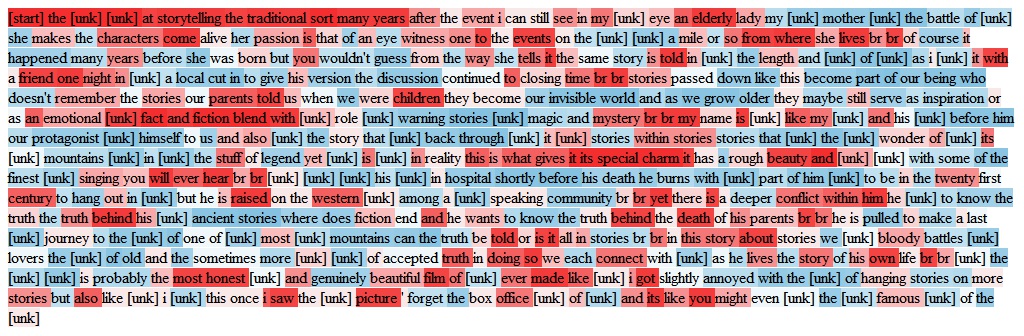 [start] the [unk] [unk] at storytelling the traditional sort many years after the event i can still see in my [unk] eye an elderly lady my [unk] mother [unk] the battle of [unk]
she makes the characters come alive her passion is that of an eye witness one to the events on the [unk] [unk] a mile or so from where she lives br br of course it
happened many years before she was born but you wouldn't guess from the way she tells it the same story is told in [unk] the length and [unk] of [unk] as i [unk] it with
a friend one night in [unk] a local cut in to give his version the discussion continued to closing time br br stories passed down like this become part of our being who
doesn't remember the stories our parents told us when we were children they become our invisible world and as we grow older they maybe still serve as inspiration or
as an emotional [unk] fact and fiction blend with [unk] role [unk] warning stories [unk] magic and mystery br br my name is [unk] like my [unk] and his [unk] before him
our protagonist [unk] himself to us and also [unk] the story that [unk] back through [unk] it [unk] stories within stories stories that [unk] the [unk] wonder of [unk] its
[unk] mountains [unk] in [unk] the stuff of legend yet [unk] is [unk] in reality this is what gives it its special charm it has a rough beauty and [unk] [unk] with some of the
finest [unk] singing you will ever hear br br [unk] [unk] his [unk] in hospital shortly before his death he burns with [unk] part of him [unk] to be in the twenty first
century to hang out in [unk] but he is raised on the western [unk] among a [unk] speaking community br br yet there is a deeper conflict within him he [unk] to know the
truth the truth behind his [unk] ancient stories where does fiction end and he wants to know the truth behind the death of his parents br br he is pulled to make a last
[unk] journey to the [unk] of one of [unk] most [unk] mountains can the truth be told or is it all in stories br br in this story about stories we [unk] bloody battles [unk]
lovers the [unk] of old and the sometimes more [unk] of accepted truth in doing so we each connect with [unk] as he lives the story of his own life br br [unk] the
[unk] [unk] is probably the most honest [unk] and genuinely beautiful film of [unk] ever made like [unk] i got slightly annoyed with the [unk] of hanging stories on more
stories but also like [unk] i [unk] this once i saw the [unk] picture ' forget the box office [unk] of [unk] and its like you might even [unk] the [unk] famous [unk] of the
[unk]